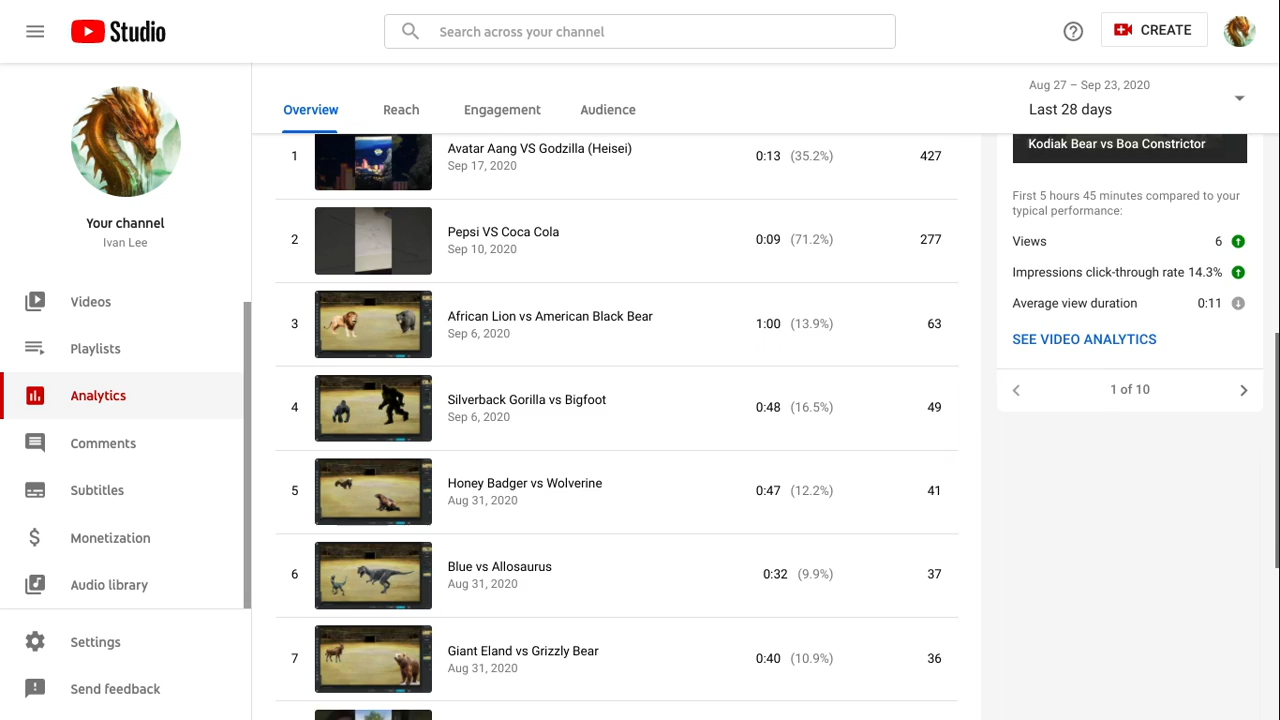 Studio
Search across your channel
CREATE
Your channel
Ivan Lee
Videos
Playlists
Analytics
Comments
Subtitles
Monetization
Audio library
Settings
Send feedback
Overview
Reach
Engagement
Audience
Aug 27 – Sep 23, 2020
Last 28 days
1
Avatar Aang VS Godzilla (Heisei)
Sep 17, 2020
0:13 (35.2%)
427
2
Pepsi VS Coca Cola
Sep 10, 2020
0:09 (71.2%)
277
3
African Lion vs American Black Bear
Sep 6, 2020
1:00 (13.9%)
63
4
Silverback Gorilla vs Bigfoot
Sep 6, 2020
0:48 (16.5%)
49
5
Honey Badger vs Wolverine
Aug 31, 2020
0:47 (12.2%)
41
6
Blue vs Allosaurus
Aug 31, 2020
0:32 (9.9%)
37
7
Giant Eland vs Grizzly Bear
Aug 31, 2020
0:40 (10.9%)
36
Kodiak Bear vs Boa Constrictor
First 5 hours 45 minutes compared to your
typical performance:
Views 6
Impressions click-through rate 14.3%
Average view duration 0:11
SEE VIDEO ANALYTICS
1 of 10